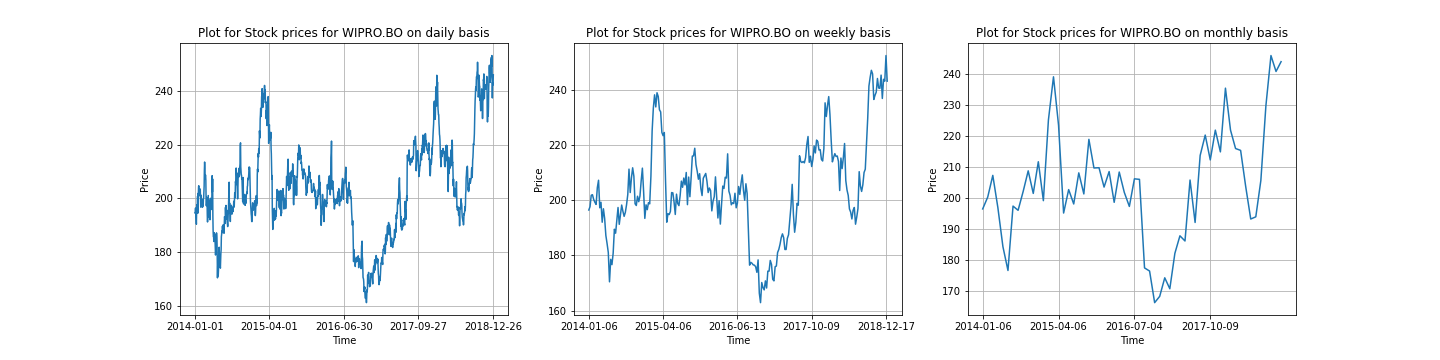 Plot for Stock prices for WIPRO.BO on daily basis
Price
240
220
200
180
160
2014-01-01 2015-04-01 2016-06-30 2017-09-27 2018-12-26
Time
Plot for Stock prices for WIPRO.BO on weekly basis
Price
240
220
200
180
160
2014-01-06 2015-04-06 2016-06-13 2017-10-09 2018-12-17
Time
Plot for Stock prices for WIPRO.BO on monthly basis
Price
240
230
220
210
200
190
180
170
2014-01-06 2015-04-06 2016-07-04 2017-10-09
Time